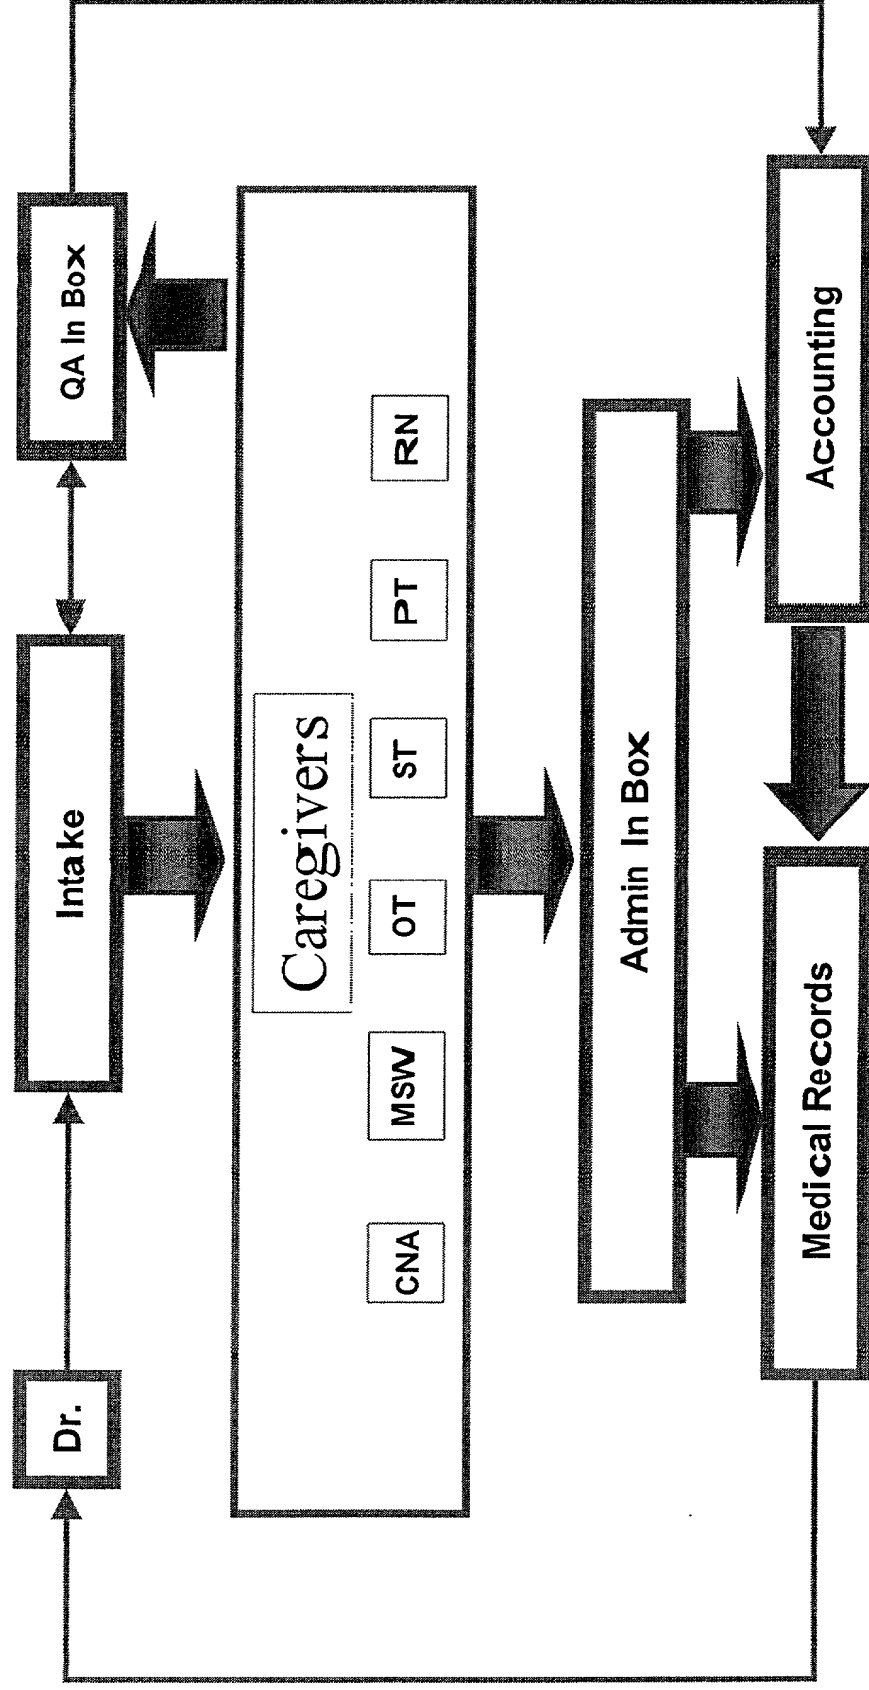 Dr.
Intake
QA In Box
Caregivers
CNA
MSW
OT
ST
PT
RN
Admin In Box
Medical Records
Accounting